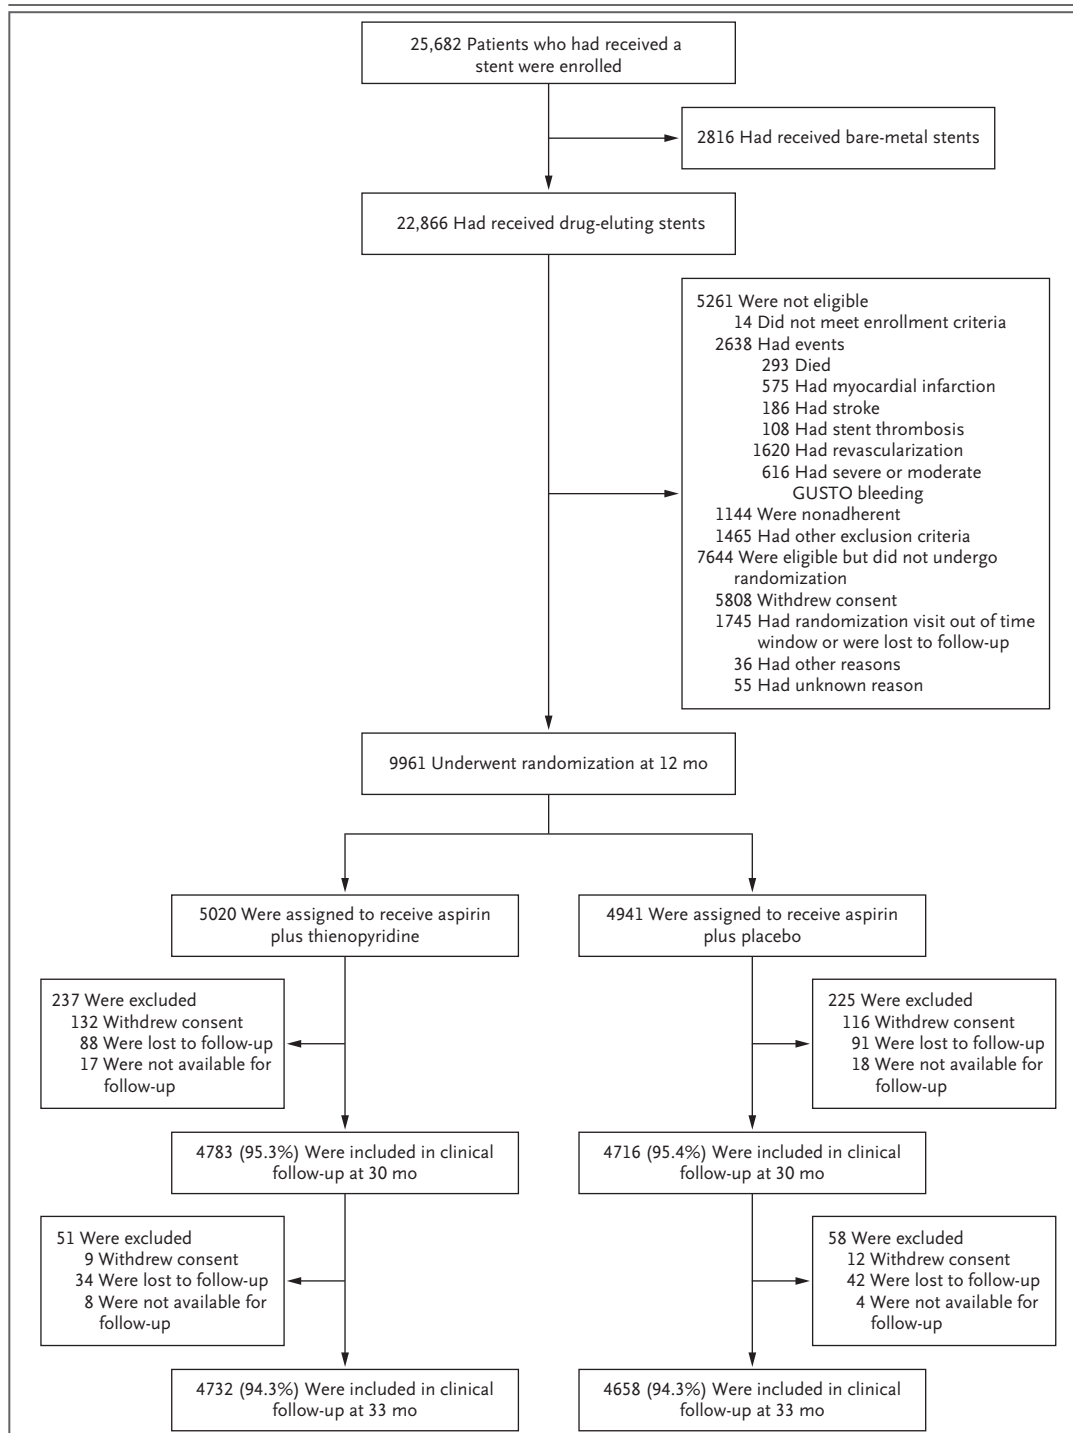 25,682 Patients who had received a
stent were enrolled
2816 Had received bare-metal stents
22,866 Had received drug-eluting stents
5261 Were not eligible
14 Did not meet enrollment criteria
2638 Had events
293 Died
575 Had myocardial infarction
186 Had stroke
108 Had stent thrombosis
1620 Had revascularization
616 Had severe or moderate
GUSTO bleeding
1144 Were nonadherent
1465 Had other exclusion criteria
7644 Were eligible but did not undergo
randomization
5808 Withdrew consent
1745 Had randomization visit out of time
window or were lost to follow-up
36 Had other reasons
55 Had unknown reason
9961 Underwent randomization at 12 mo
5020 Were assigned to receive aspirin
plus thienopyridine
4941 Were assigned to receive aspirin
plus placebo
237 Were excluded
132 Withdrew consent
88 Were lost to follow-up
17 Were not available for
follow-up
225 Were excluded
116 Withdrew consent
91 Were lost to follow-up
18 Were not available for
follow-up
4783 (95.3%) Were included in clinical
follow-up at 30 mo
4716 (95.4%) Were included in clinical
follow-up at 30 mo
51 Were excluded
9 Withdrew consent
34 Were lost to follow-up
8 Were not available for
follow-up
58 Were excluded
12 Withdrew consent
42 Were lost to follow-up
4 Were not available for
follow-up
4732 (94.3%) Were included in clinical
follow-up at 33 mo
4658 (94.3%) Were included in clinical
follow-up at 33 mo